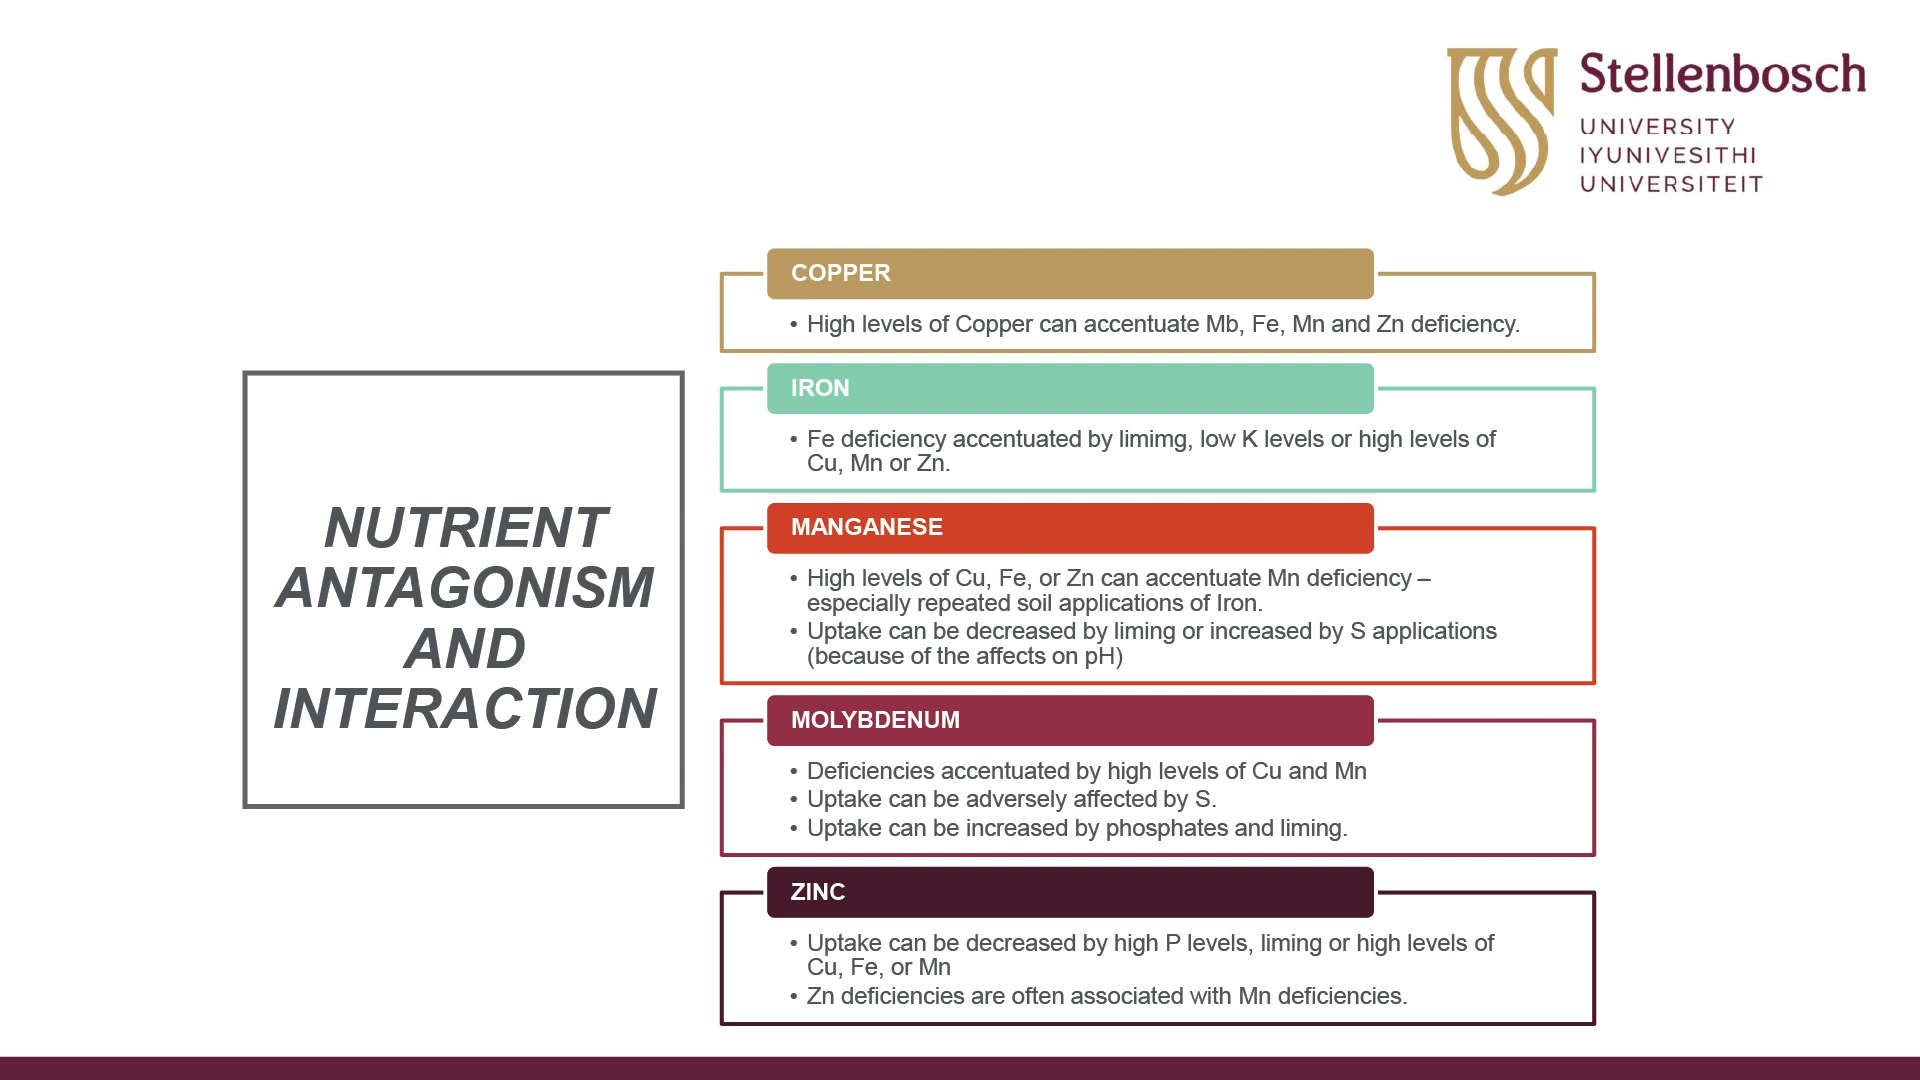 Stellenbosch
UNIVERSITY
IYUNIVESITHI
UNIVERSITEIT
NUTRIENT
ANTAGONISM
AND
INTERACTION
COPPER
• High levels of Copper can accentuate Mb, Fe, Mn and Zn deficiency.
IRON
• Fe deficiency accentuated by limimg, low K levels or high levels of
Cu, Mn or Zn.
MANGANESE
• High levels of Cu, Fe, or Zn can accentuate Mn deficiency –
especially repeated soil applications of Iron.
• Uptake can be decreased by liming or increased by S applications
(because of the affects on pH)
MOLYBDENUM
• Deficiencies accentuated by high levels of Cu and Mn
• Uptake can be adversely affected by S.
• Uptake can be increased by phosphates and liming.
ZINC
• Uptake can be decreased by high P levels, liming or high levels of
Cu, Fe, or Mn
• Zn deficiencies are often associated with Mn deficiencies.